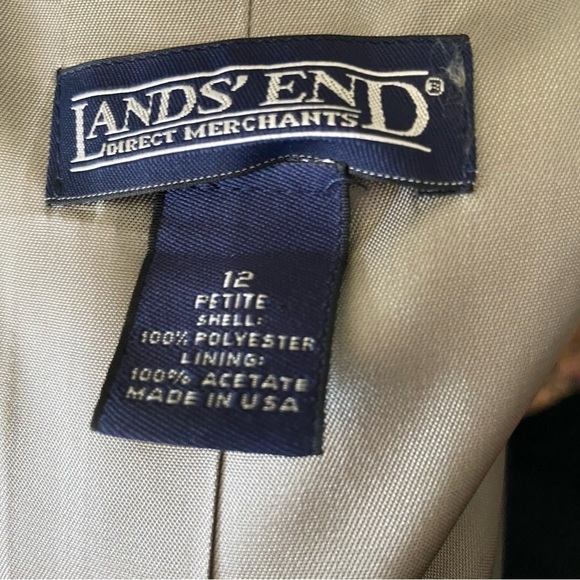 LANDS' END®
DIRECT MERCHANTS
12
PETITE
SHELL:
100% POLYESTER
LINING:
100% ACETATE
MADE IN USA